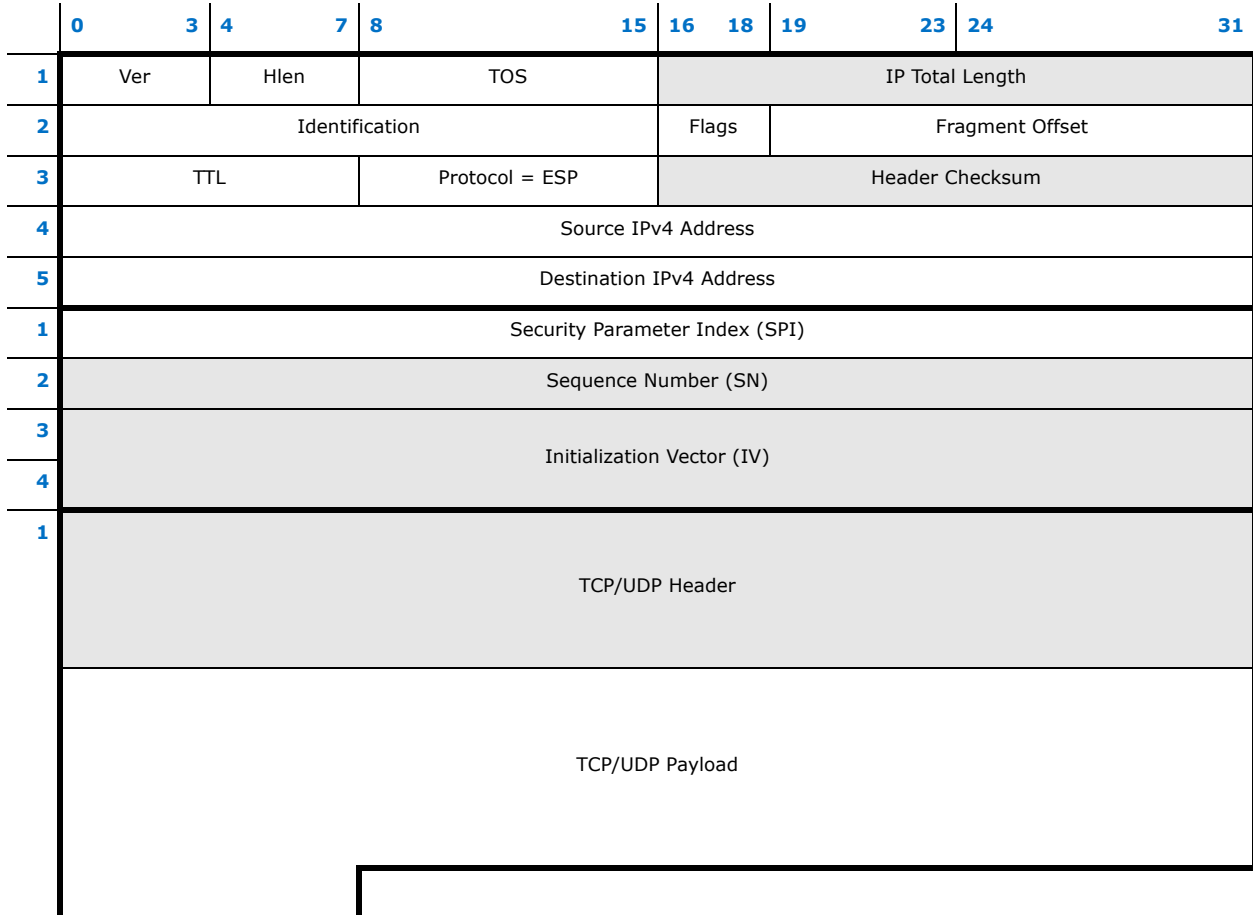 0 3 4 7 8 15 16 18 19 23 24 31
1 Ver Hlen TOS IP Total Length
2 Identification Flags Fragment Offset
3 TTL Protocol = ESP Header Checksum
4 Source IPv4 Address
5 Destination IPv4 Address
1 Security Parameter Index (SPI)
2 Sequence Number (SN)
3
Initialization Vector (IV)
4
1
TCP/UDP Header
TCP/UDP Payload